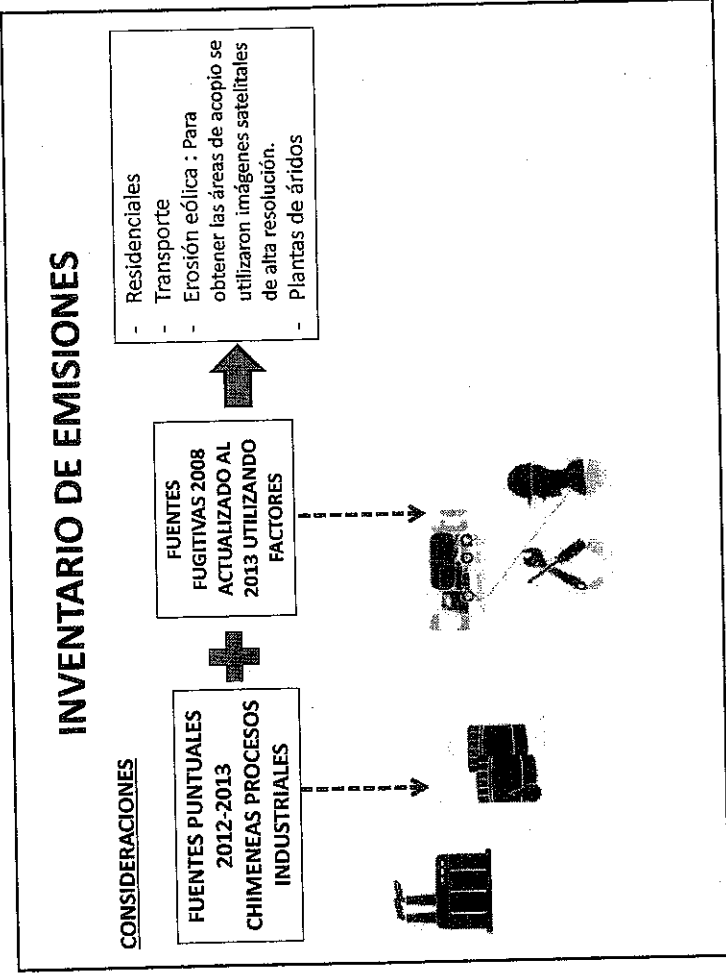 INVENTARIO DE EMISIONES
CONSIDERACIONES
FUENTES PUNTUALES
2012-2013
CHIMENEAS PROCESOS
INDUSTRIALES
FUENTES
FUGITIVAS 2008
ACTUALIZADO AL
2013 UTILIZANDO
FACTORES
- Residenciales
- Transporte
- Erosión eólica : Para
obtener las áreas de acopio se
utilizaron imágenes satelitales
de alta resolución.
- Plantas de áridos